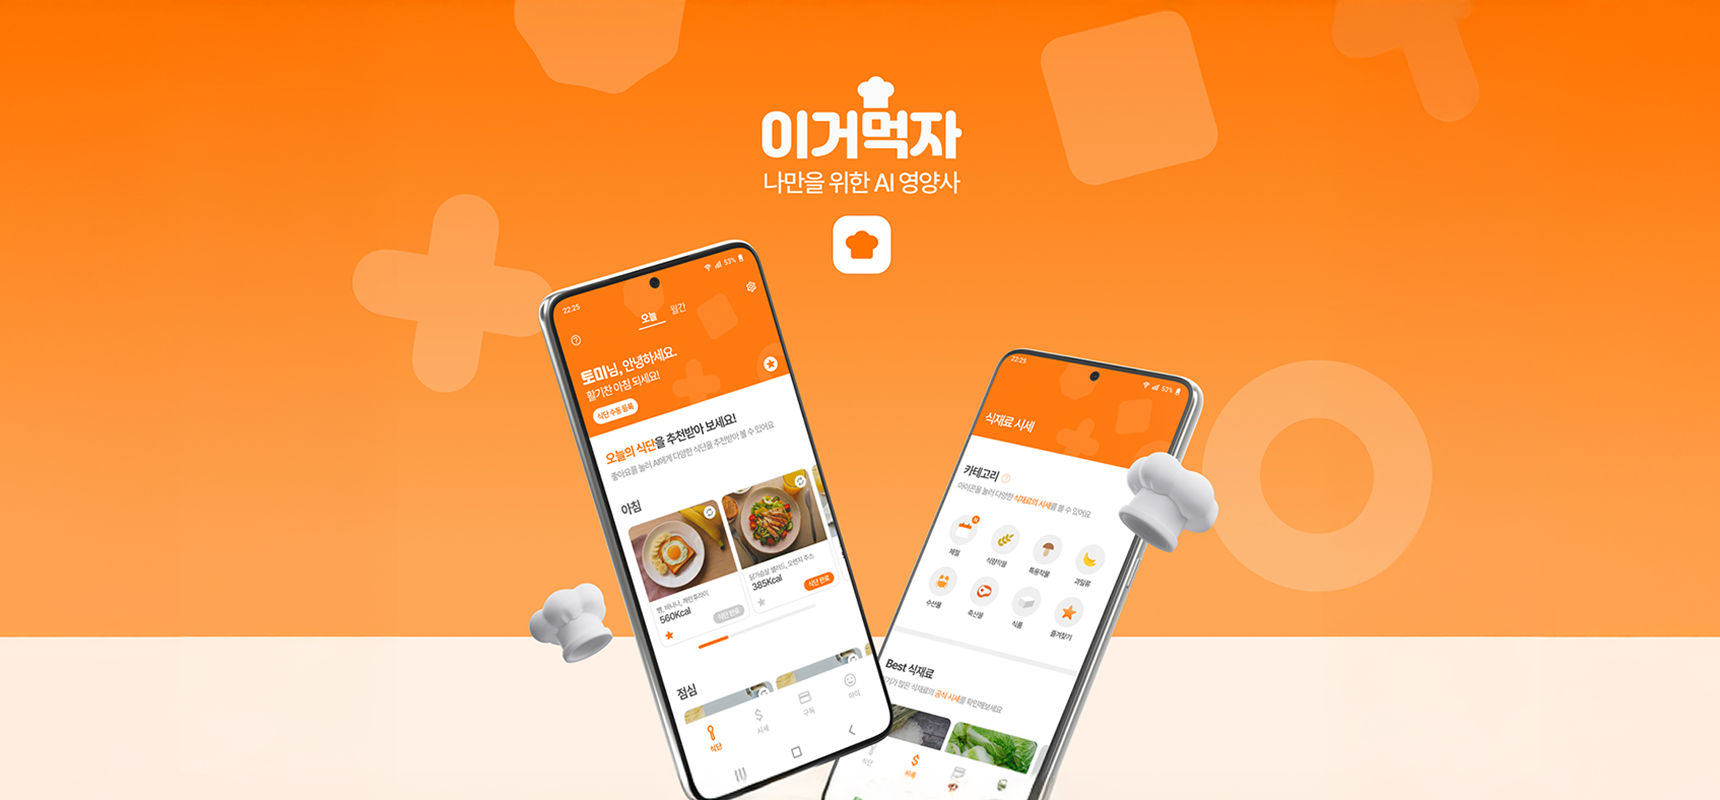 이거먹자
나만을 위한 AI 영양사
22:25
53%
오늘 월간
토미님, 안녕하세요.
활기찬 아침 되세요!
식단 수동 등록
오늘의 식단을 추천받아 보세요!
좋아요를 눌러 AI에게 다양한 식단을 추천받아 볼 수 있어요
아침
빵, 바나나, 계란후라이
560Kcal
식단 완료
닭가슴살 샐러드, 오렌지 주스
385Kcal
식단 완료
점심
식단
시세
구독
마이
22:25
53%
식재료 시세
카테고리
아이콘을 눌러 다양한 식재료의 시세를 볼 수 있어요
제철
식량작물
특용작물
과일류
수산물
축산물
식품
즐겨찾기
Best 식재료
인기가 많은 식재료의 공식 시세를 확인해보세요
식단